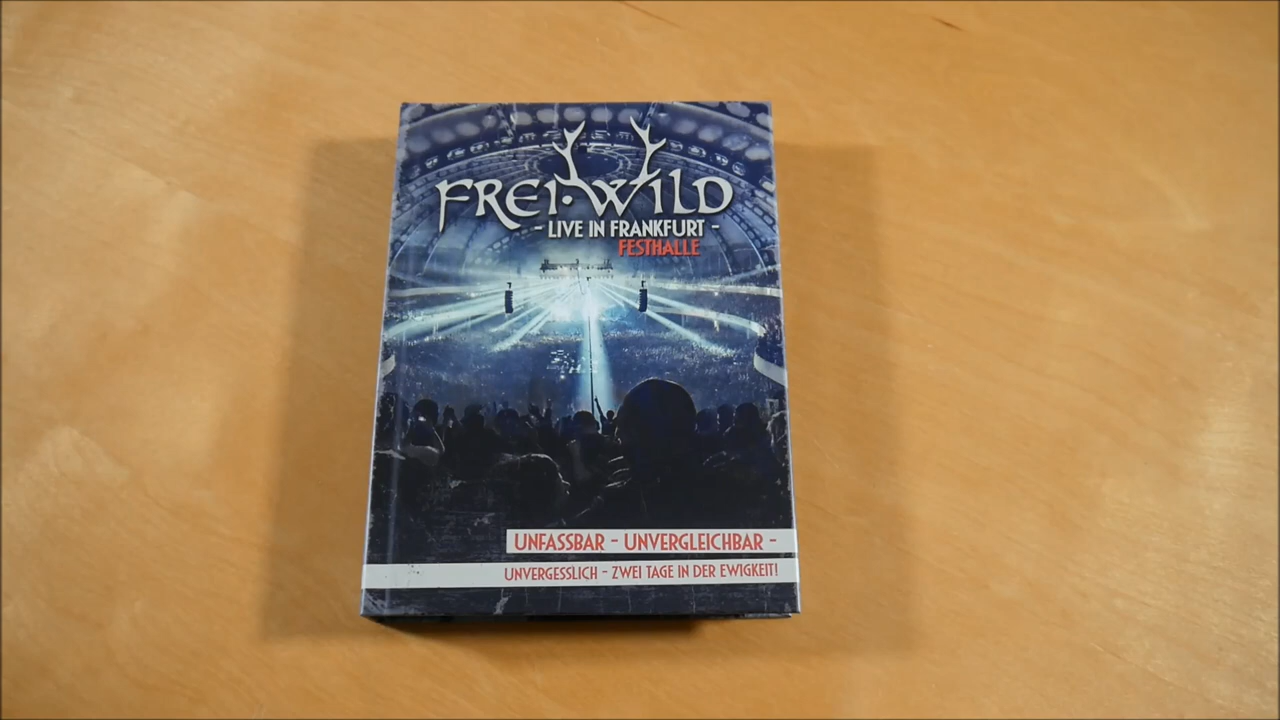 FREI.WILD
- LIVE IN FRANKFURT -
FESTHALLE
UNFASSBAR - UNVERGLEICHBAR -
UNVERGESSLICH - ZWEI TAGE IN DER EWIGKEIT!